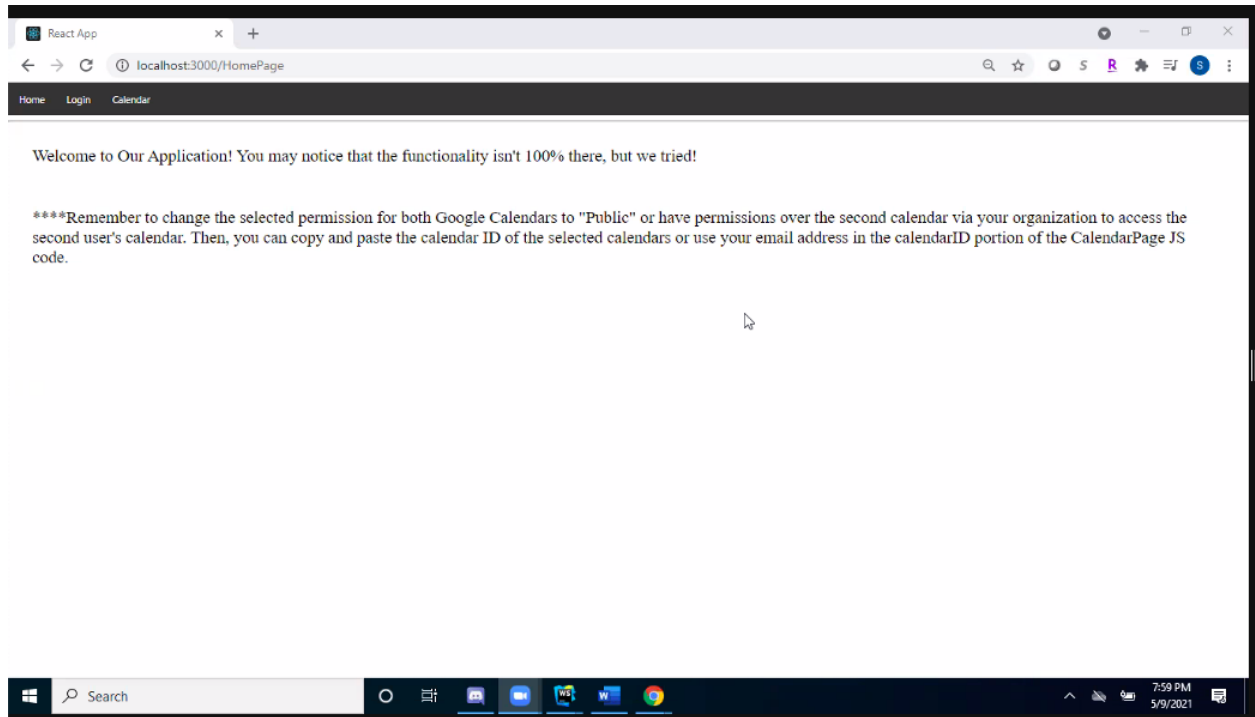 React App
localhost:3000/HomePage
S R S
Home Login Calendar
Welcome to Our Application! You may notice that the functionality isn't 100% there, but we tried!
****Remember to change the selected permission for both Google Calendars to "Public" or have permissions over the second calendar via your organization to access the
second user's calendar. Then, you can copy and paste the calendar ID of the selected calendars or use your email address in the calendarID portion of the CalendarPage JS
code.
Search
WS W
7:59 PM
5/9/2021